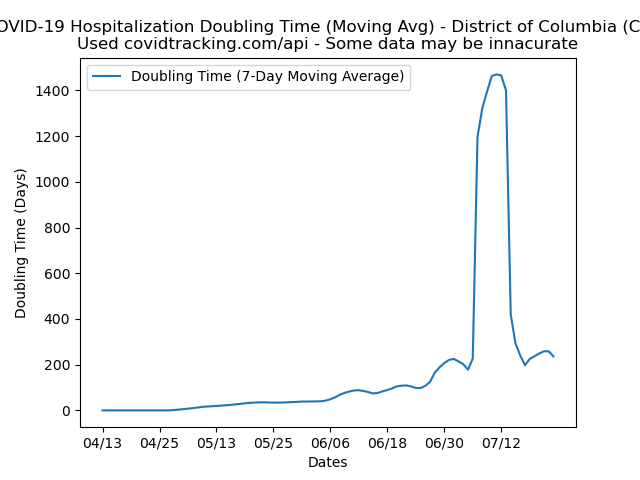 OVID-19 Hospitalization Doubling Time (Moving Avg) - District of Columbia (C
Used covidtracking.com/api - Some data may be innacurate
Doubling Time (7-Day Moving Average)
Doubling Time (Days)
1400
1200
1000
800
600
400
200
0
04/13 04/25 05/13 05/25 06/06 06/18 06/30 07/12
Dates